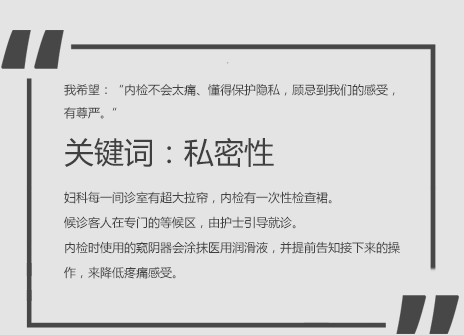 我希望：“内检不会太痛、懂得保护隐私，顾忌到我们的感受，
有尊严。“
关键词：私密性
妇科每一间诊室有超大拉帘，内检有一次性检查裙。
候诊客人在专门的等候区，由护士引导就诊。
内检时使用的窥阴器会涂抹医用润滑液，并提前告知接下来的操
作，来降低疼痛感受。